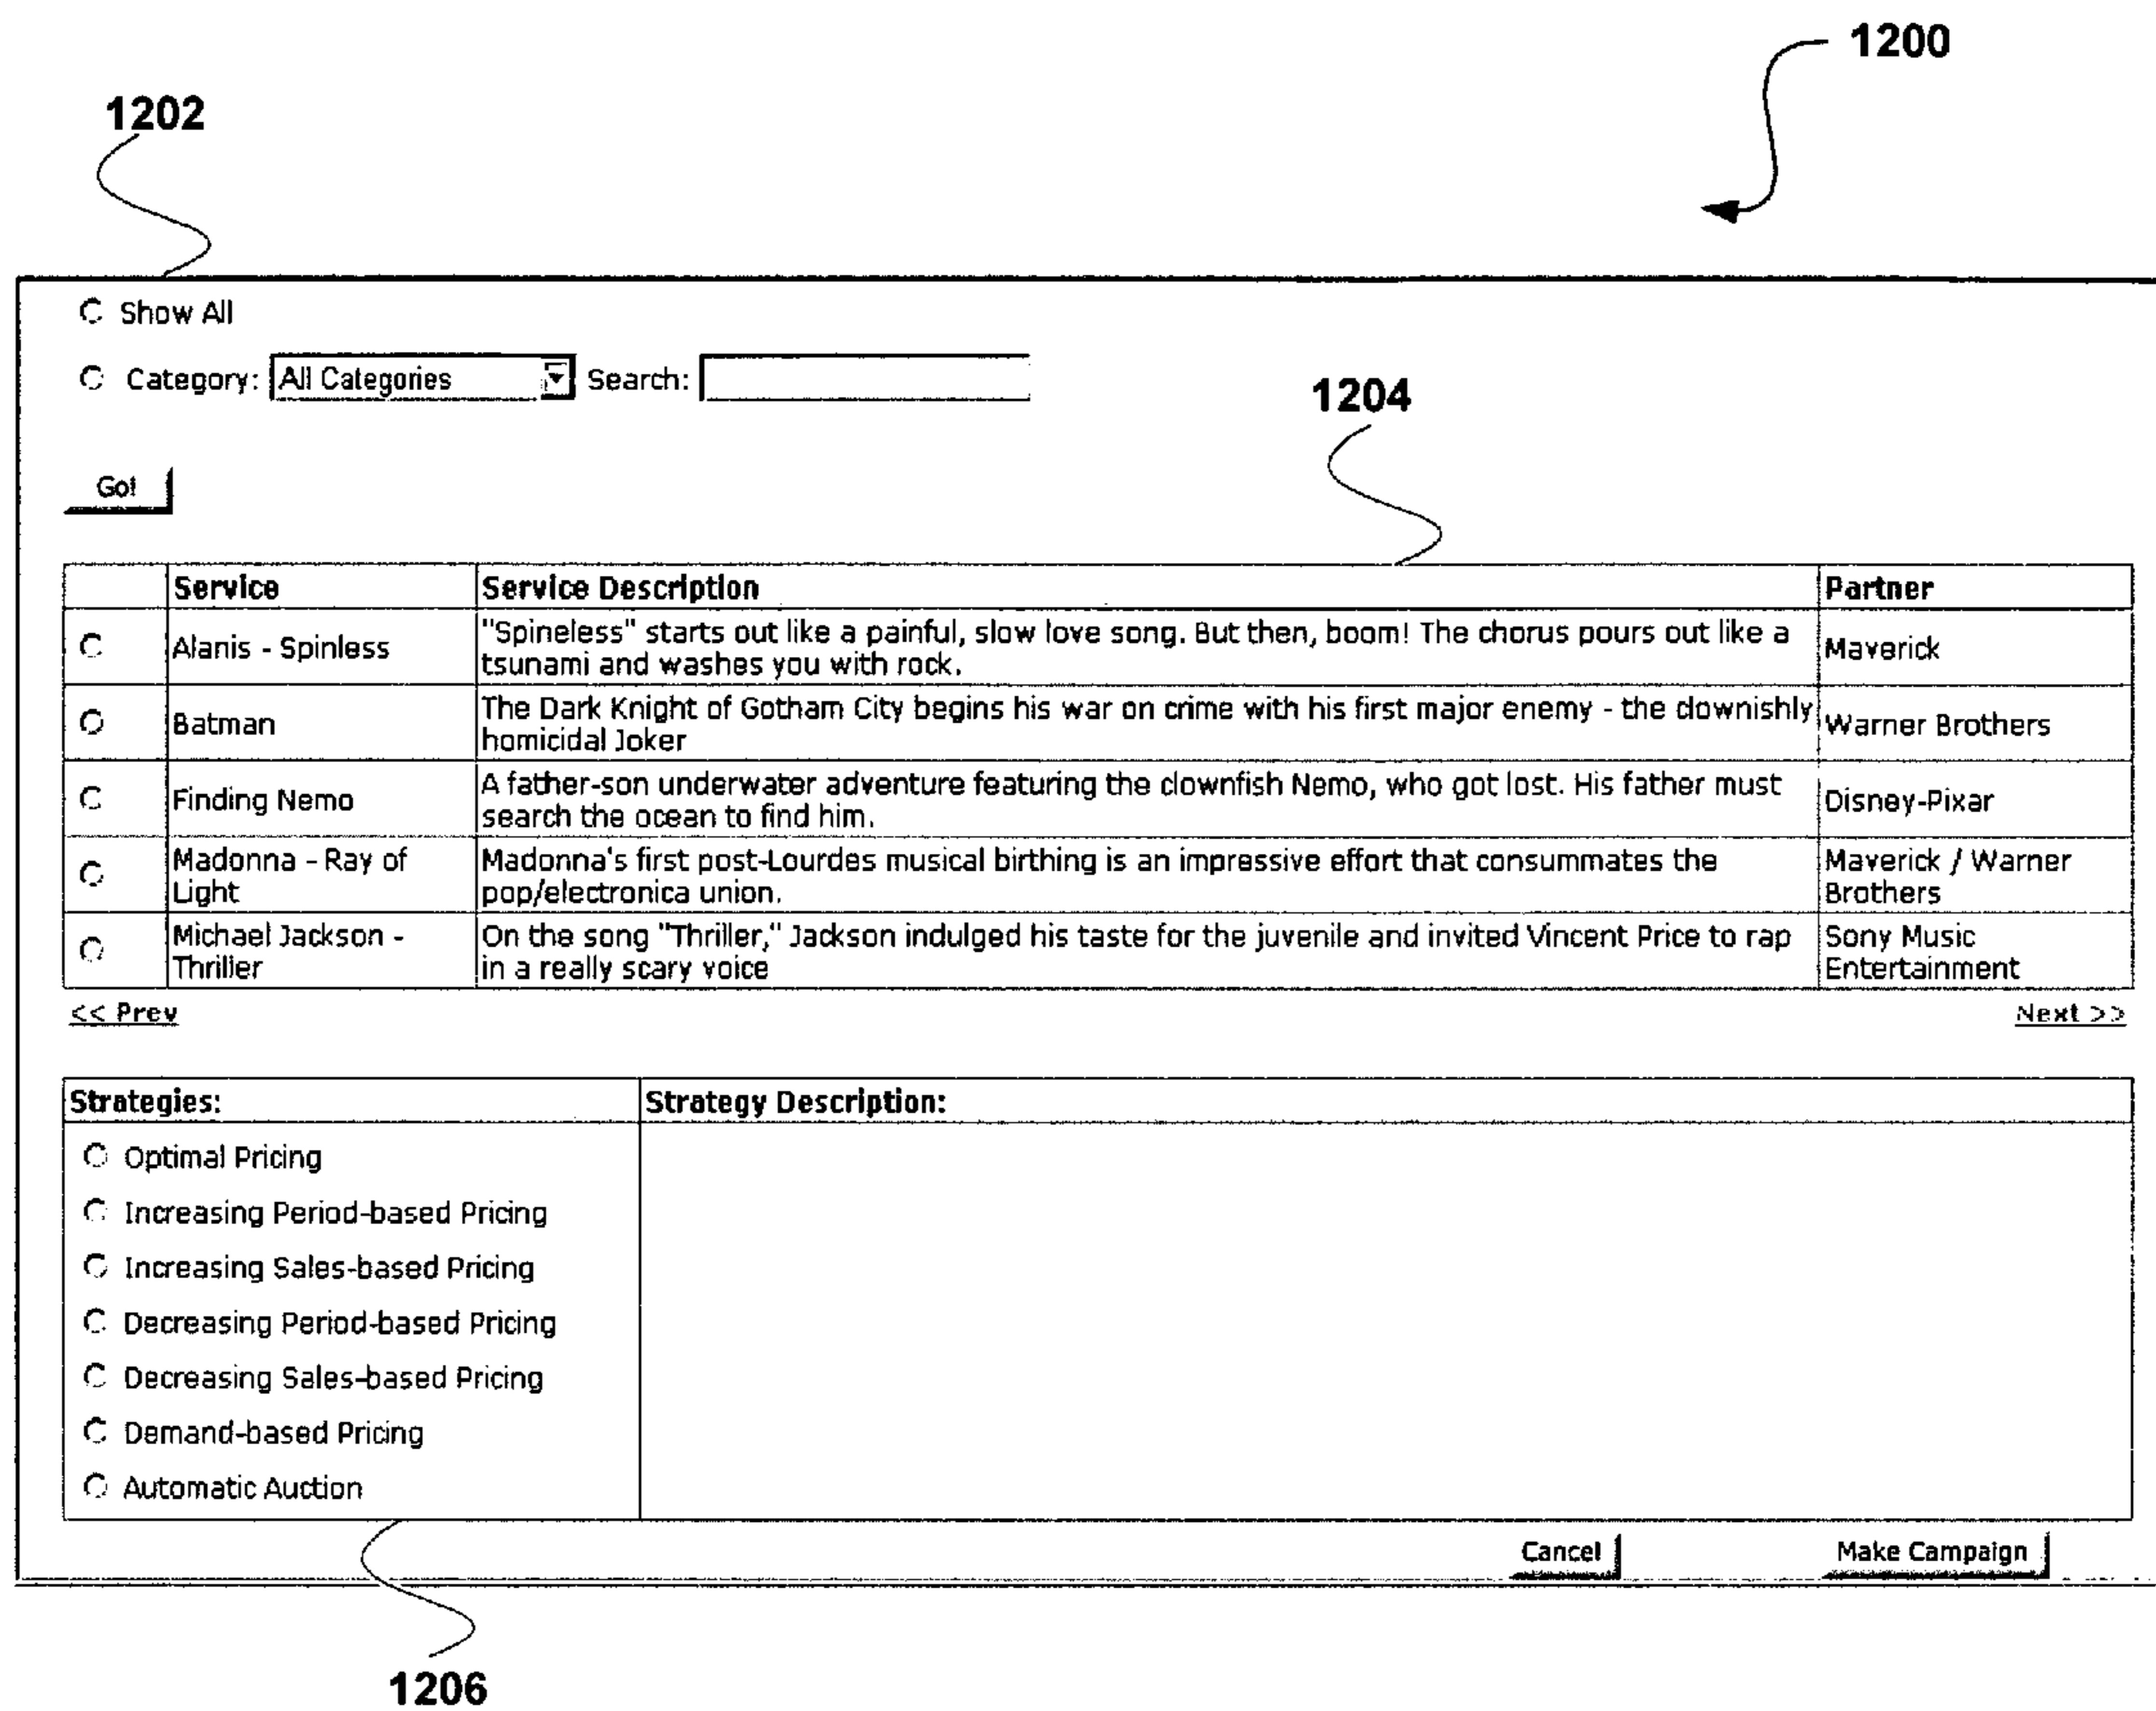 1200
1202
Show All
Category: All Categories Search:
1204
Go!
Service Service Description Partner
Alanis - Spinless "Spineless" starts out like a painful, slow love song. But then, boom! The chorus pours out like a
tsunami and washes you with rock. Maverick
Batman The Dark Knight of Gotham City begins his war on crime with his first major enemy - the clownishly
homicidal Joker Warner Brothers
Finding Nemo A father-son underwater adventure featuring the clownfish Nemo, who got lost. His father must
search the ocean to find him. Disney-Pixar
Madonna - Ray of Madonna's first post-Lourdes musical birthing is an impressive effort that consummates the Maverick / Warner
Light pop/electronica union. Brothers
Michael Jackson - On the song "Thriller," Jackson indulged his taste for the juvenile and invited Vincent Price to rap Sony Music
Thriller in a really scary voice Entertainment
<< Prev Next >>
Strategies: Strategy Description:
Optimal Pricing
Increasing Period-based Pricing
Increasing Sales-based Pricing
Decreasing Period-based Pricing
Decreasing Sales-based Pricing
Demand-based Pricing
Automatic Auction
Cancel Make Campaign
1206